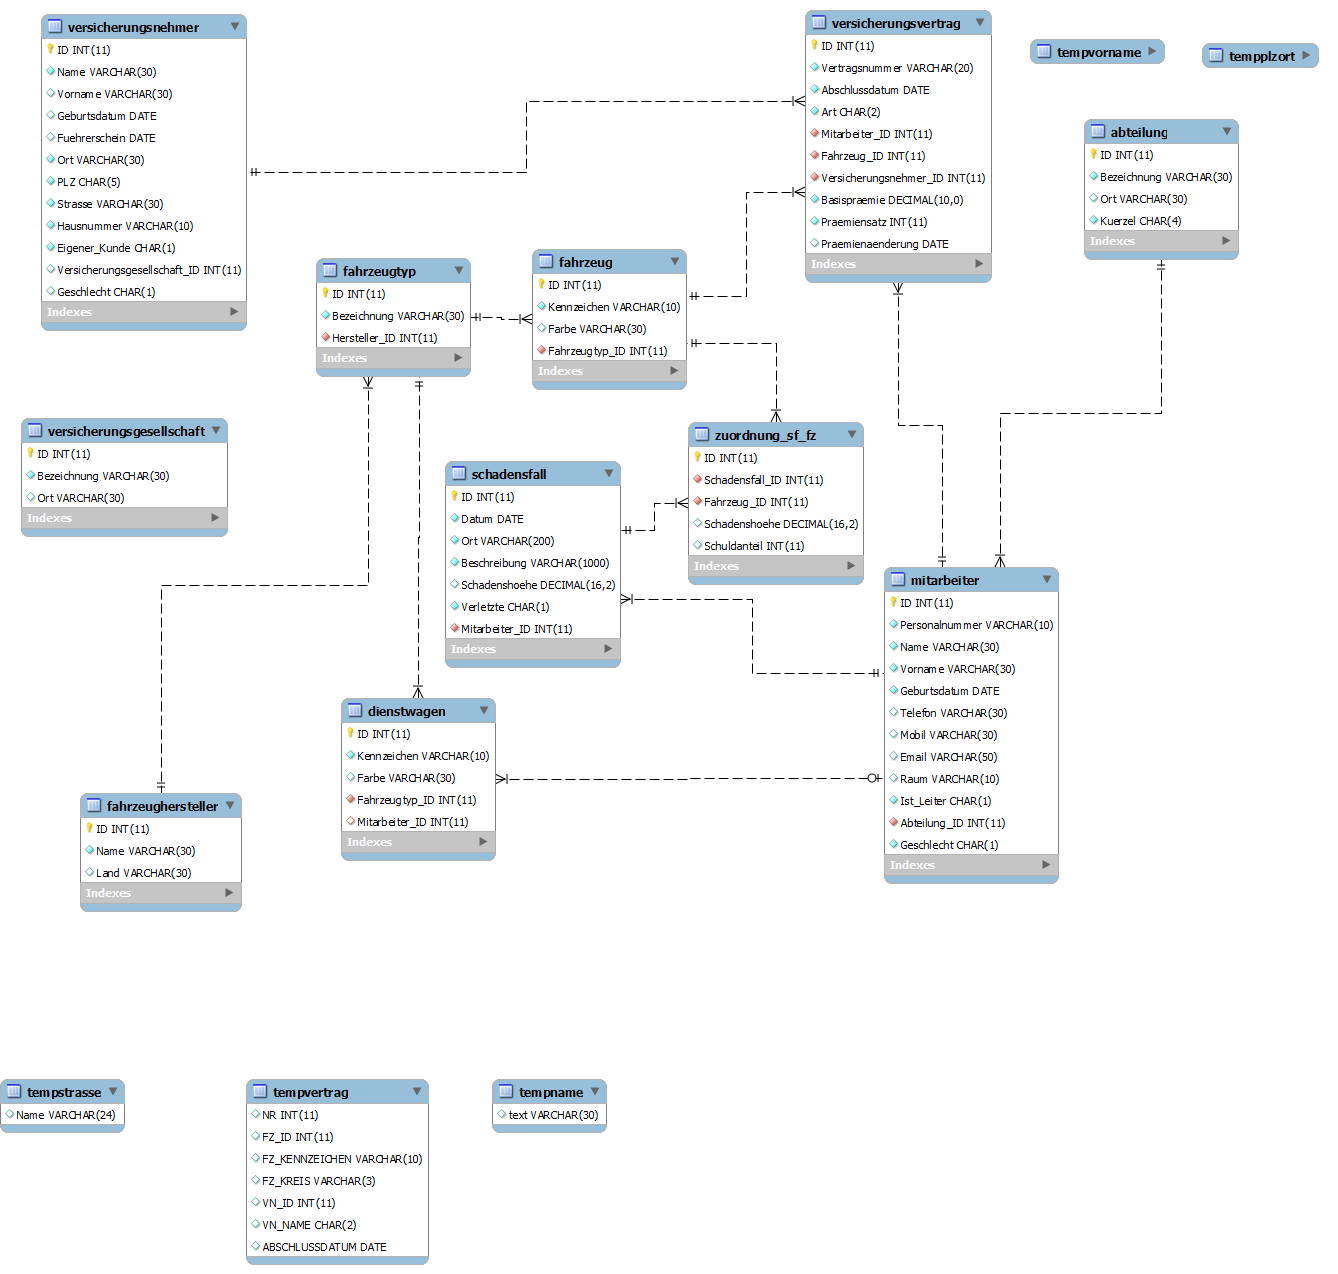 versicherungsnehmer
ID INT(11)
Name VARCHAR(30)
Vorname VARCHAR(30)
Geburtsdatum DATE
Fuehrerschein DATE
Ort VARCHAR(30)
PLZ CHAR(5)
Strasse VARCHAR(30)
Hausnummer VARCHAR(10)
Eigener_Kunde CHAR(1)
Versicherungsgesellschaft_ID INT(11)
Geschlecht CHAR(1)
Indexes
versicherungsvertrag
ID INT(11)
Vertragsnummer VARCHAR(20)
Abschlussdatum DATE
Art CHAR(2)
Mitarbeiter_ID INT(11)
Fahrzeug_ID INT(11)
Versicherungsnehmer_ID INT(11)
Basispraemie DECIMAL(10,0)
Praemiensatz INT(11)
Praemienaenderung DATE
Indexes
tempvorname
tempplzort
abteilung
ID INT(11)
Bezeichnung VARCHAR(30)
Ort VARCHAR(30)
Kuerzel CHAR(4)
Indexes
fahrzeugtyp
ID INT(11)
Bezeichnung VARCHAR(30)
Hersteller_ID INT(11)
Indexes
fahrzeug
ID INT(11)
Kennzeichen VARCHAR(10)
Farbe VARCHAR(30)
Fahrzeugtyp_ID INT(11)
Indexes
versicherungsgesellschaft
ID INT(11)
Bezeichnung VARCHAR(30)
Ort VARCHAR(30)
Indexes
schadensfall
ID INT(11)
Datum DATE
Ort VARCHAR(200)
Beschreibung VARCHAR(1000)
Schadenshoehe DECIMAL(16,2)
Verletzte CHAR(1)
Mitarbeiter_ID INT(11)
Indexes
zuordnung_sf_fz
ID INT(11)
Schadensfall_ID INT(11)
Fahrzeug_ID INT(11)
Schadenshoehe DECIMAL(16,2)
Schuldanteil INT(11)
Indexes
mitarbeiter
ID INT(11)
Personalnummer VARCHAR(10)
Name VARCHAR(30)
Vorname VARCHAR(30)
Geburtsdatum DATE
Telefon VARCHAR(30)
Mobil VARCHAR(30)
Email VARCHAR(50)
Raum VARCHAR(10)
Ist_Leiter CHAR(1)
Abteilung_ID INT(11)
Geschlecht CHAR(1)
Indexes
dienstwagen
ID INT(11)
Kennzeichen VARCHAR(10)
Farbe VARCHAR(30)
Fahrzeugtyp_ID INT(11)
Mitarbeiter_ID INT(11)
Indexes
fahrzeughersteller
ID INT(11)
Name VARCHAR(30)
Land VARCHAR(30)
Indexes
tempstrasse
Name VARCHAR(24)
tempvertrag
NR INT(11)
FZ_ID INT(11)
FZ_KENNZEICHEN VARCHAR(10)
FZ_KREIS VARCHAR(3)
VN_ID INT(11)
VN_NAME CHAR(2)
ABSCHLUSSDATUM DATE
tempname
text VARCHAR(30)